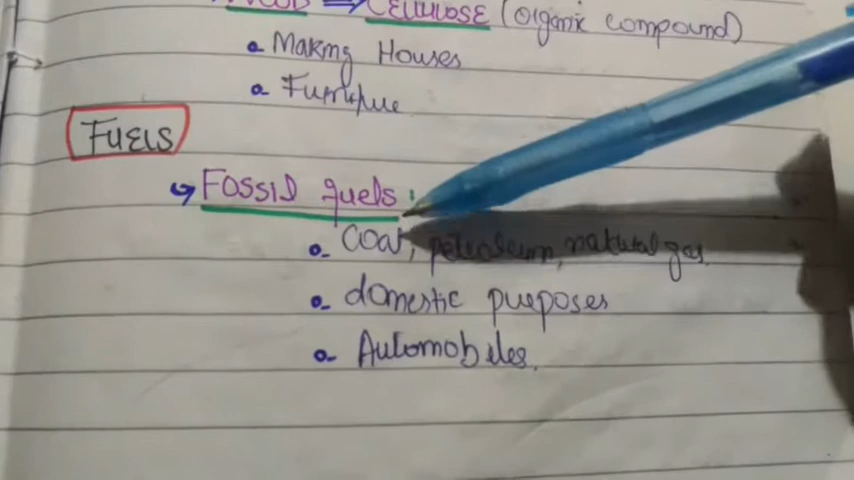 ⇒ CELLULOSE (Organic compound)
Making Houses
Furniture
FUELS
Fossil fuels :
Coal, petroleum, natural gas.
domestic purposes
Automobiles.